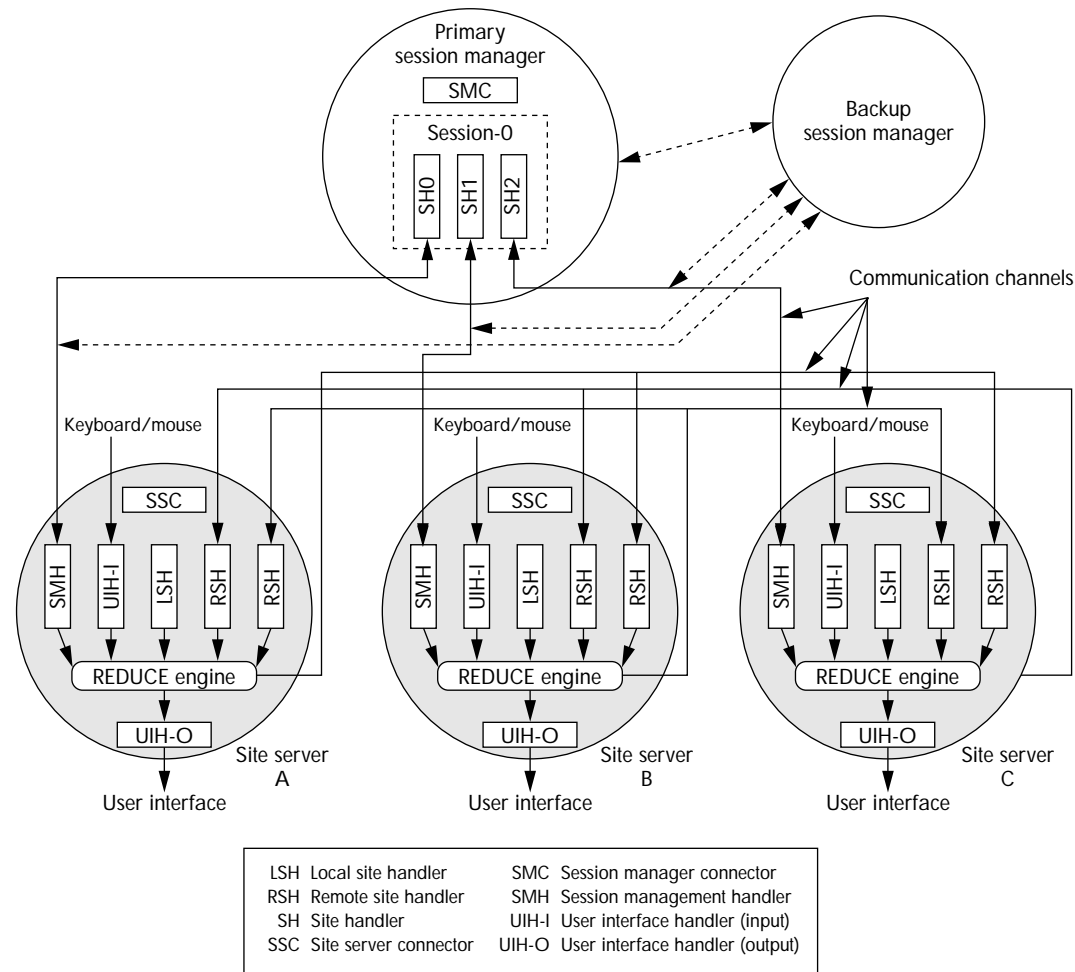 Primary
session manager
SMC
Session-0
SH0
SH1
SH2
Backup
session manager
Communication channels
Keyboard/mouse
Keyboard/mouse
Keyboard/mouse
SSC
SSC
SSC
SMH
UIH-I
LSH
RSH
RSH
SMH
UIH-I
LSH
RSH
RSH
SMH
UIH-I
LSH
RSH
RSH
REDUCE engine
REDUCE engine
REDUCE engine
UIH-O
UIH-O
UIH-O
Site server
A
Site server
B
Site server
C
User interface
User interface
User interface
LSH Local site handler
RSH Remote site handler
SH Site handler
SSC Site server connector
SMC Session manager connector
SMH Session management handler
UIH-I User interface handler (input)
UIH-O User interface handler (output)